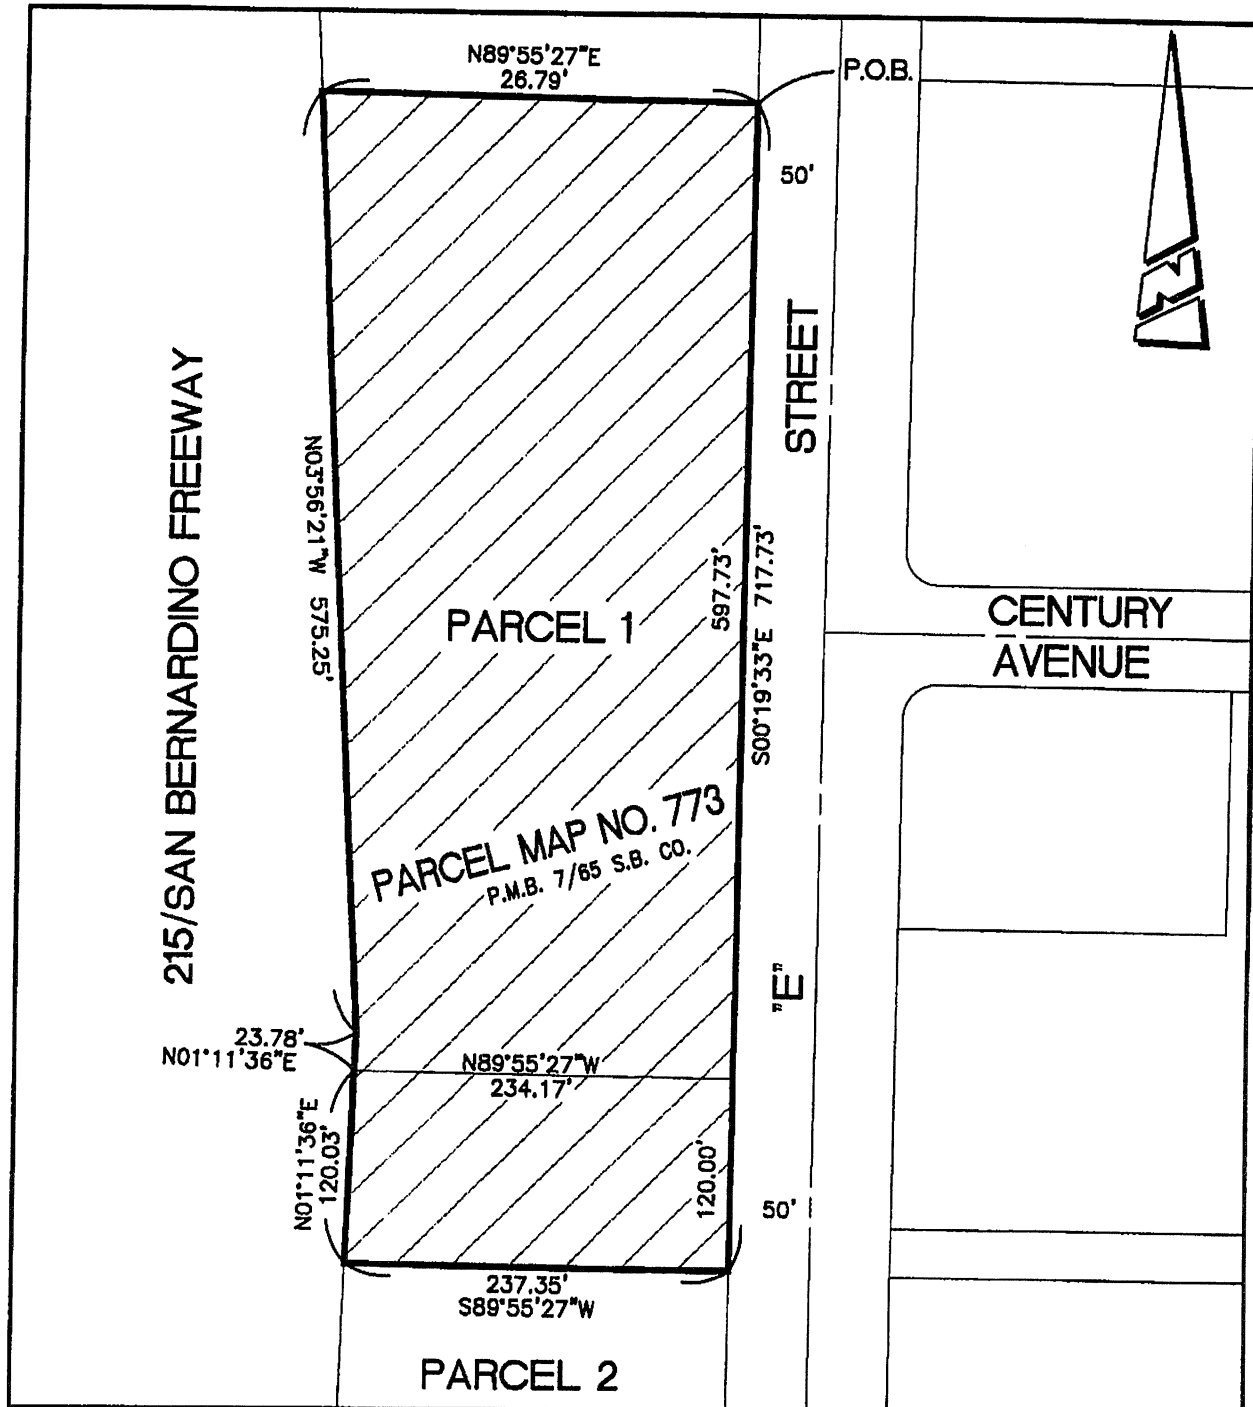 N89°55'27"E
26.79'
P.O.B.
50'
STREET
215/SAN BERNARDINO FREEWAY
N03°56'21"W 575.25'
597.73'
S00°19'33"E 717.73'
PARCEL 1
CENTURY
AVENUE
PARCEL MAP NO. 773
P.M.B. 7/65 S.B. CO.
"E"
23.78'
N01°11'36"E
N89°55'27"W
234.17'
N01°11'36"E
120.03'
120.00'
50'
237.35'
S89°55'27"W
PARCEL 2
N